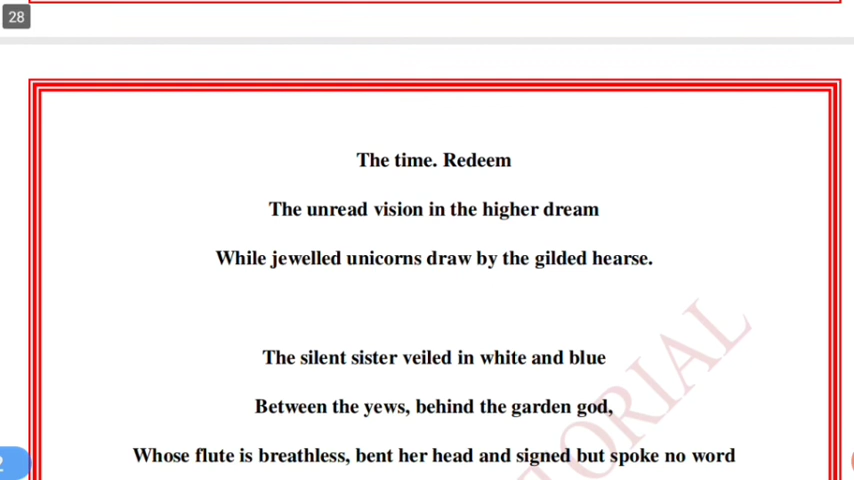 28
The time. Redeem
The unread vision in the higher dream
While jewelled unicorns draw by the gilded hearse.
The silent sister veiled in white and blue
Between the yews, behind the garden god,
Whose flute is breathless, bent her head and signed but spoke no word
2